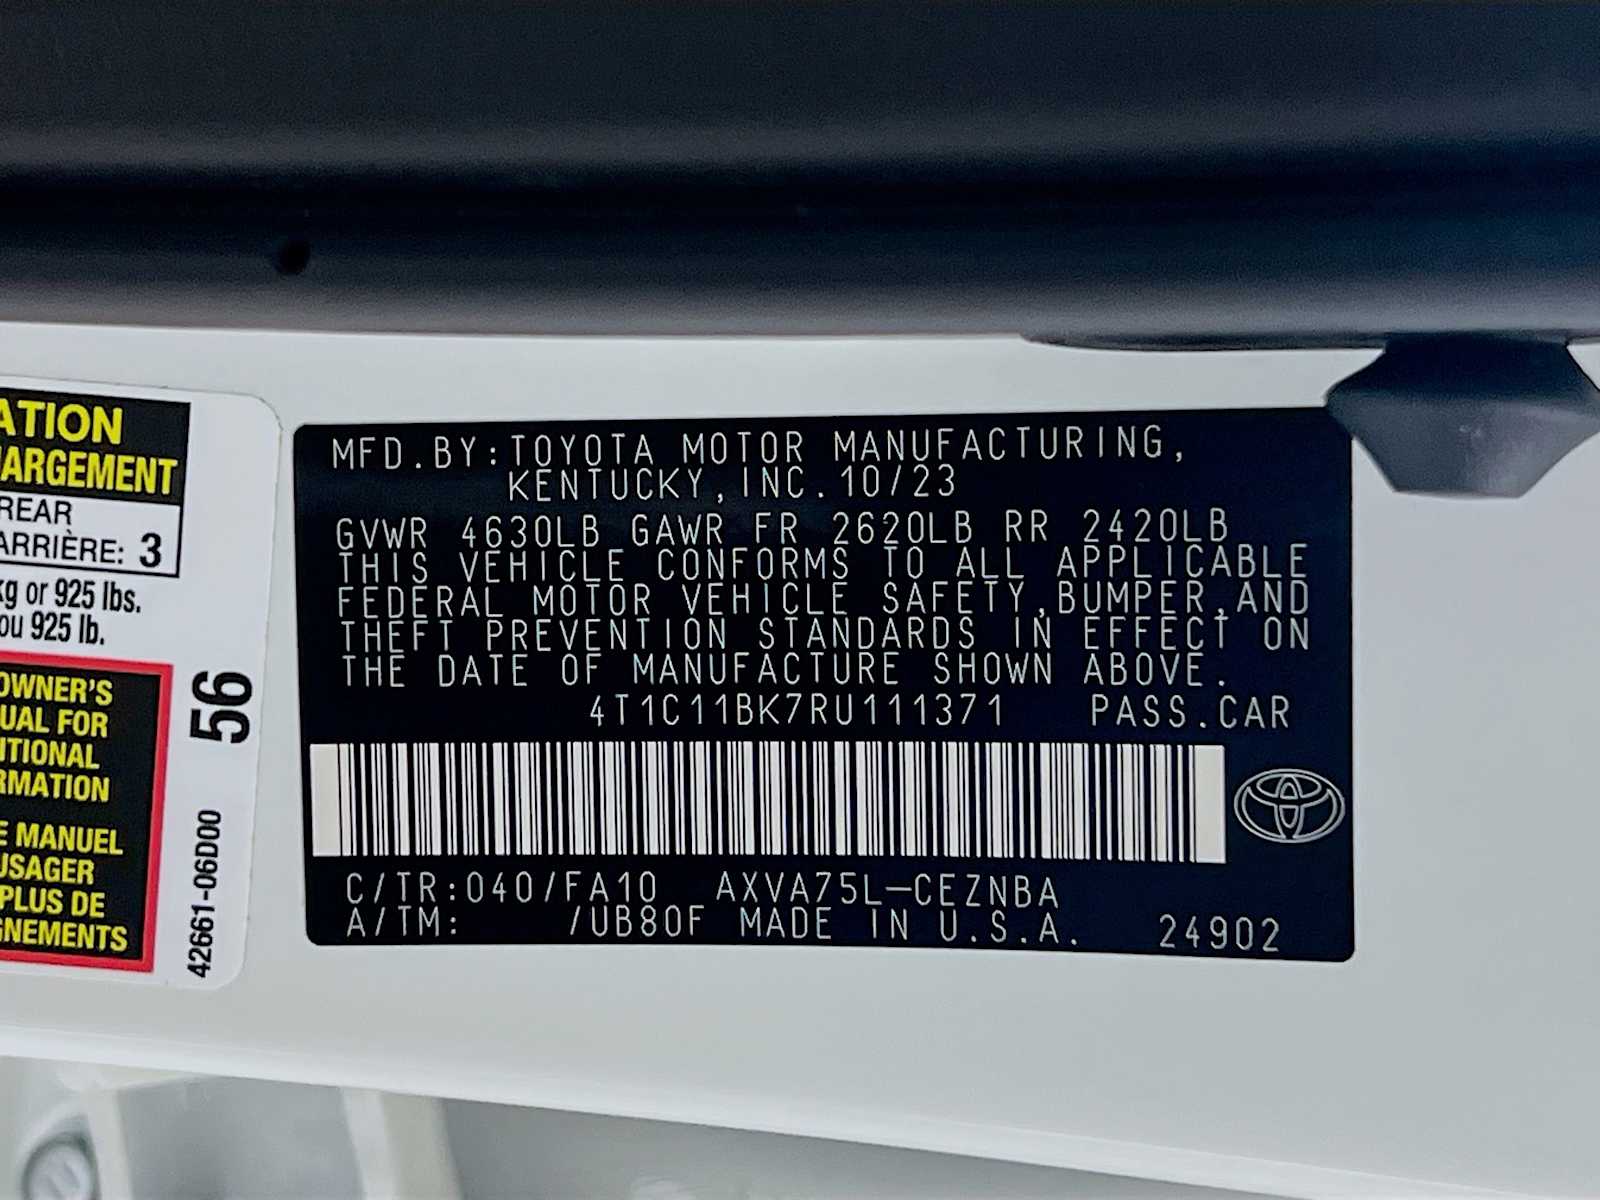 ATION
ARGEMENT
REAR
ARRIÈRE: 3
kg or 925 lbs.
ou 925 lb.
OWNER'S
UAL FOR
ITIONAL
RMATION
E MANUEL
USAGER
PLUS DE
GNEMENTS
56
42661-06D00
MFD.BY:TOYOTA MOTOR MANUFACTURING,
KENTUCKY,INC.10/23
GVWR 4630LB GAWR FR 2620LB RR 2420LB
THIS VEHICLE CONFORMS TO ALL APPLICABLE
FEDERAL MOTOR VEHICLE SAFETY,BUMPER,AND
THEFT PREVENTION STANDARDS IN EFFECT ON
THE DATE OF MANUFACTURE SHOWN ABOVE.
4T1C11BK7RU111371 PASS.CAR
C/TR:040/FA10 AXVA75L-CEZNBA
A/TM: /UB80F MADE IN U.S.A. 24902